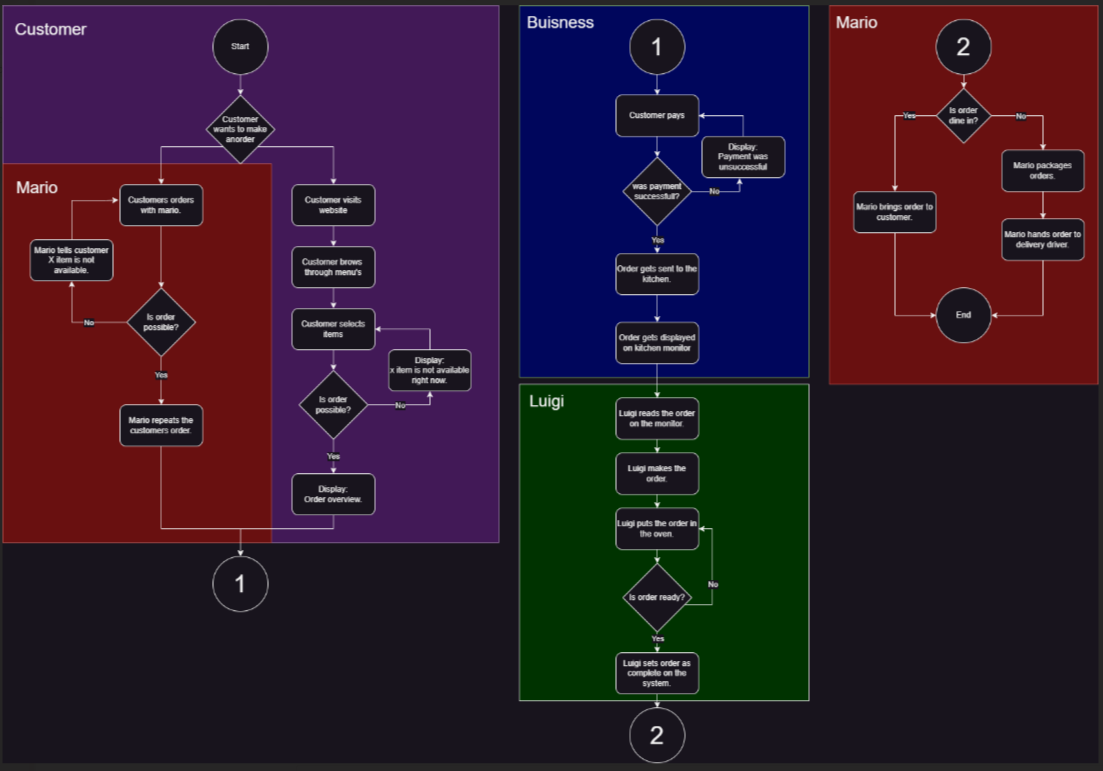 Customer
Start
Customer
wants to make
anorder
Mario
Customers orders
with mario.
Mario tells customer
X item is not
available.
Is order
possible?
No
Yes
Mario repeats the
customers order.
Customer visits
website
Customer brows
through menu's
Customer selects
items
Display:
x item is not available
right now.
Is order
possible?
No
Yes
Display:
Order overview.
1
Buisness
1
Customer pays
Display:
Payment was
unsuccessful
was payment
successful?
No
Yes
Order gets sent to the
kitchen.
Order gets displayed
on kitchen monitor
Luigi
Luigi reads the order
on the monitor.
Luigi makes the
order.
Luigi puts the order in
the oven.
No
Is order ready?
Yes
Luigi sets order as
complete on the
system.
2
Mario
2
Is order
dine in?
Yes
No
Mario packages
orders.
Mario brings order to
customer.
Mario hands order to
delivery driver.
End